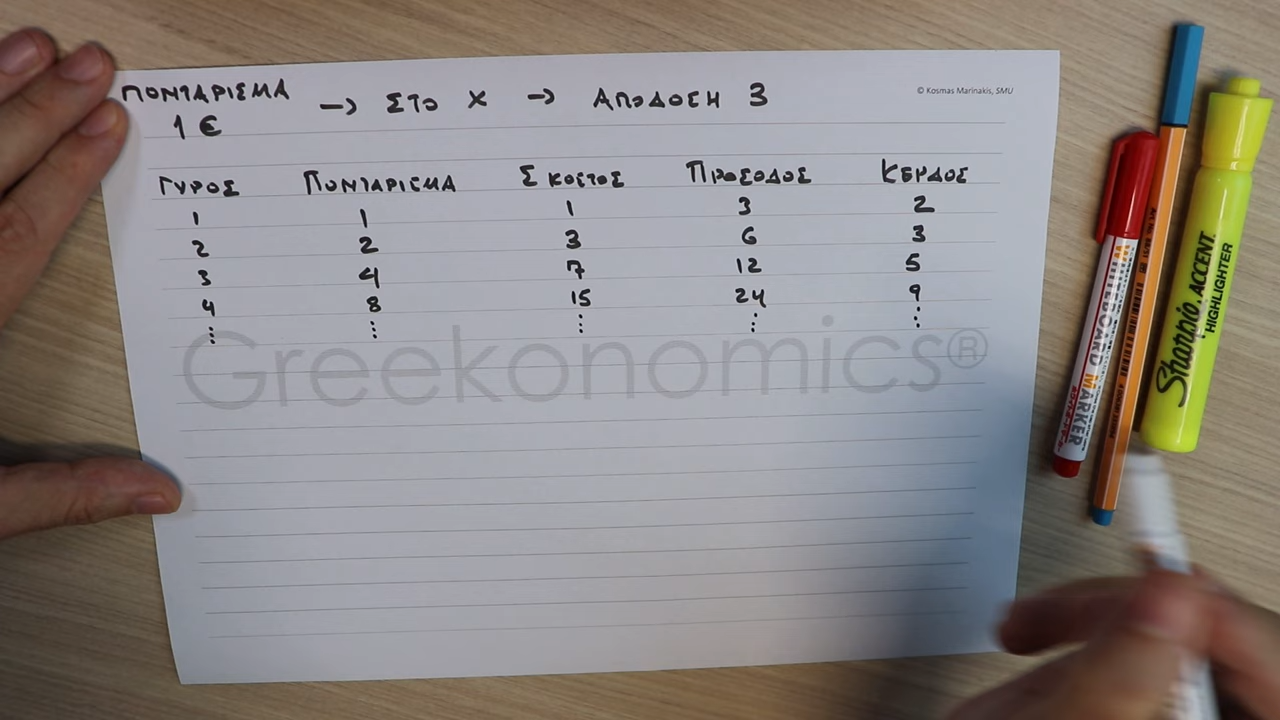 ΠΟΝΤΑΡΙΣΜΑ → ΣΤΟ Χ → ΑΠΟΔΟΣΗ 3
© Kosmas Marinakis, SMU
1€
ΓΥΡΟΣ ΠΟΝΤΑΡΙΣΜΑ Σ ΚΟΣΤΟΣ ΠΡΟΣΟΔΟΣ ΚΕΡΔΟΣ
1 1 1 3 2
2 2 3 6 3
3 4 7 12 5
4 8 15 24 9
⋮ ⋮ ⋮ ⋮ ⋮
Greekonomics®
WHITEBOARD MARKER
Sharpie. ACCENT.
HIGHLIGHTER